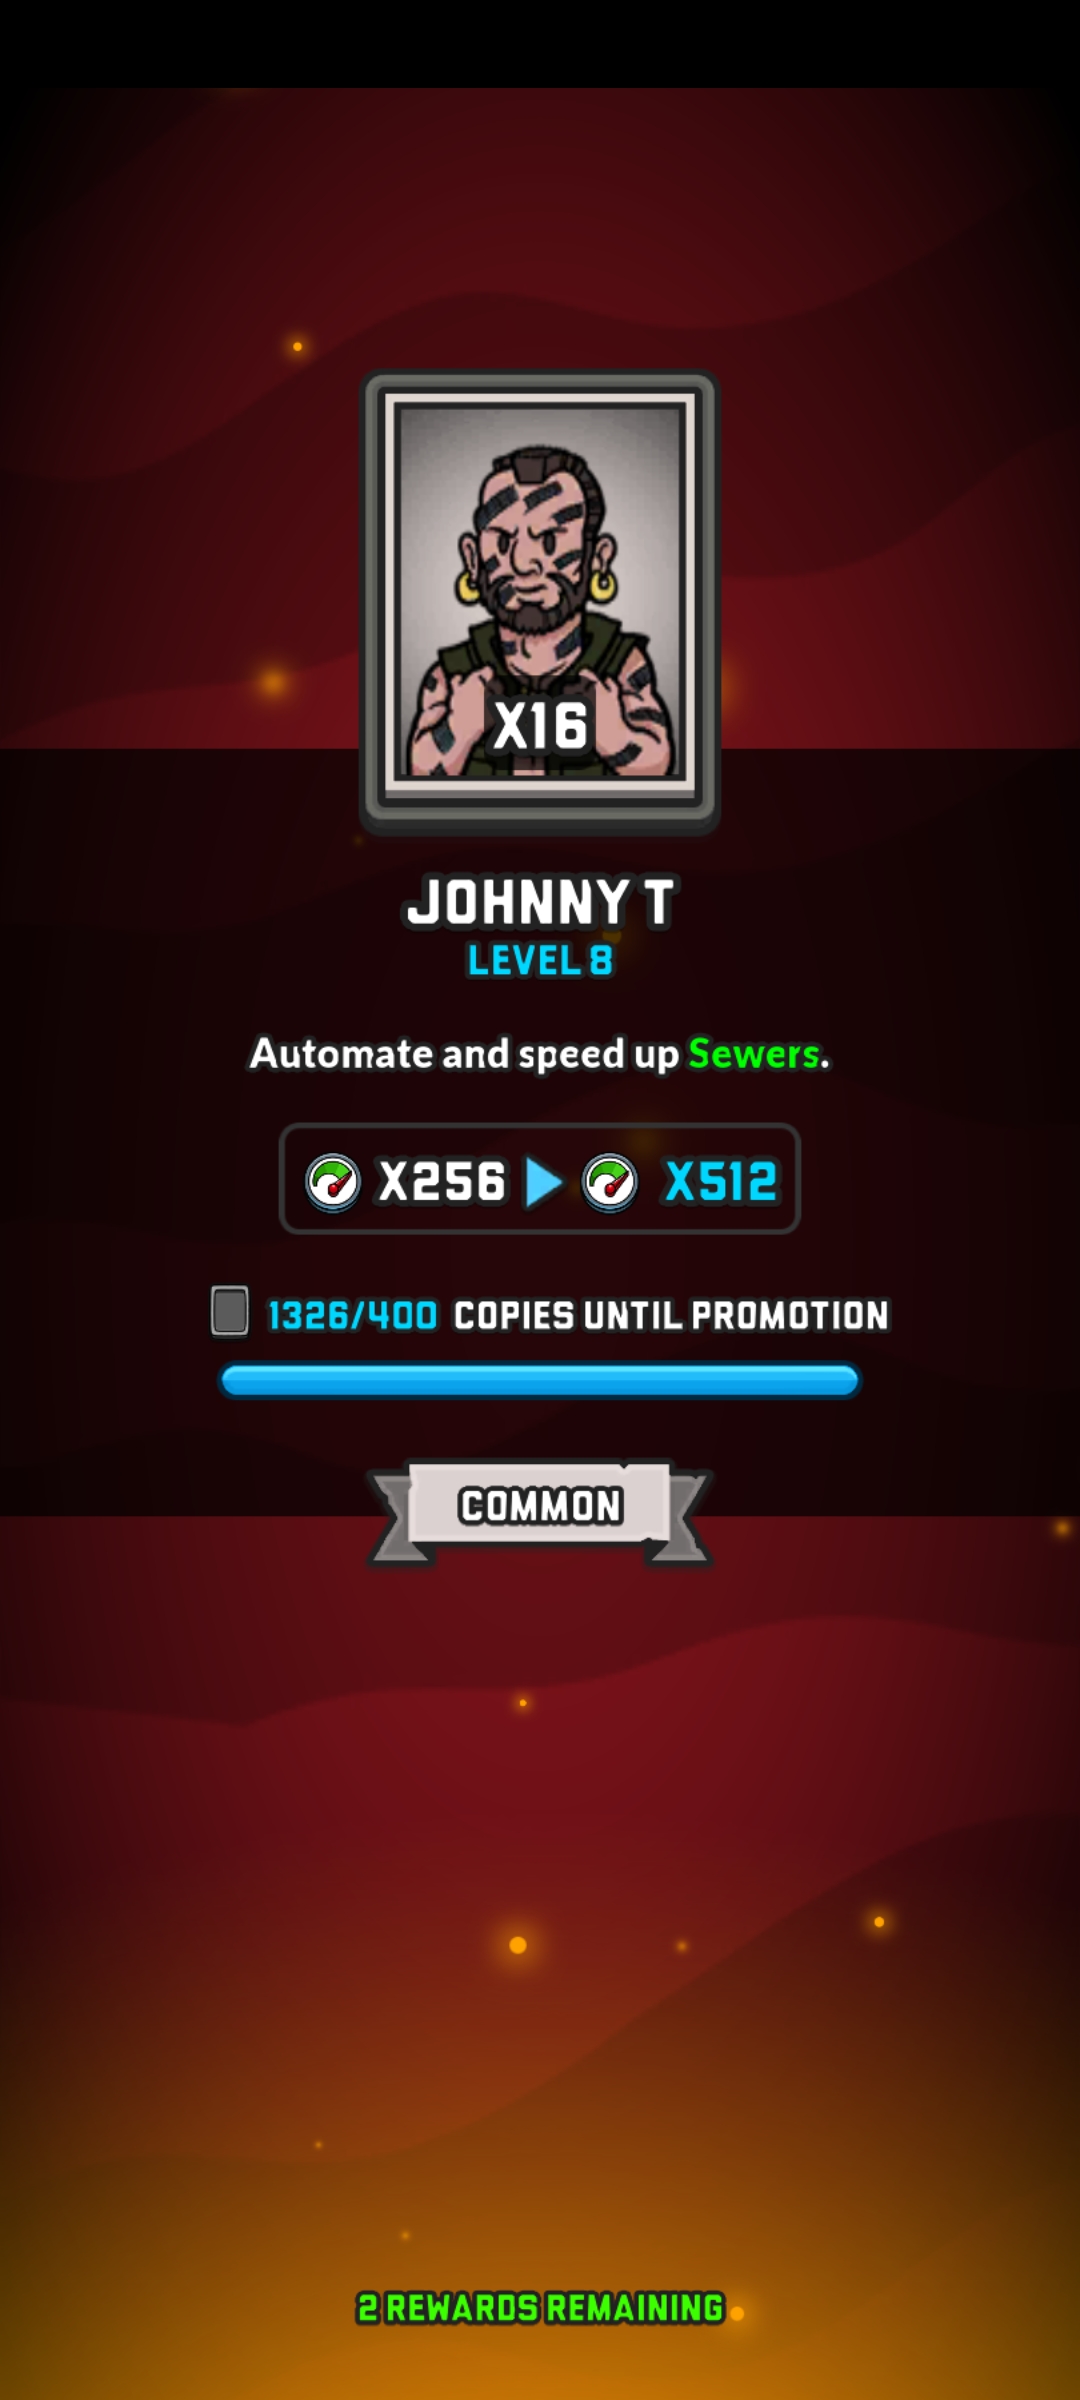 X16
JOHNNY T
LEVEL 8
Automate and speed up Sewers.
X256 X512
1326/400 COPIES UNTIL PROMOTION
COMMON
2 REWARDS REMAINING